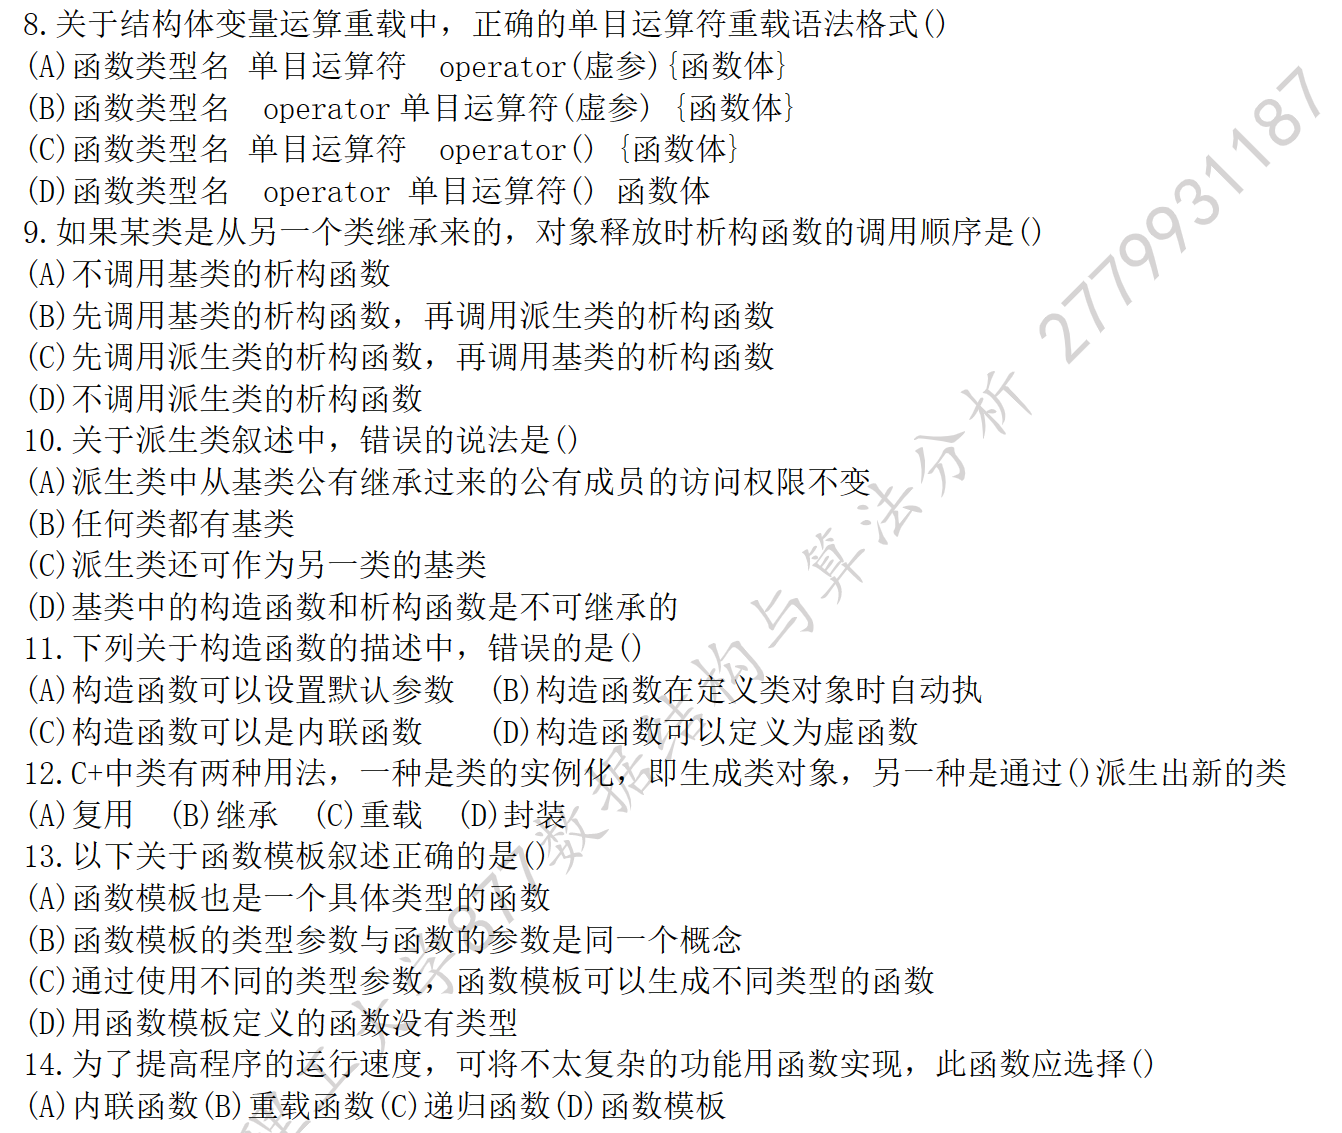 8.关于结构体变量运算重载中，正确的单目运算符重载语法格式()
(A)函数类型名 单目运算符 operator(虚参){函数体}
(B)函数类型名 operator单目运算符(虚参) {函数体}
(C)函数类型名 单目运算符 operator() {函数体}
(D)函数类型名 operator 单目运算符() 函数体
9.如果某类是从另一个类继承来的，对象释放时析构函数的调用顺序是()
(A)不调用基类的析构函数
(B)先调用基类的析构函数，再调用派生类的析构函数
(C)先调用派生类的析构函数，再调用基类的析构函数
(D)不调用派生类的析构函数
10.关于派生类叙述中，错误的说法是()
(A)派生类中从基类公有继承过来的公有成员的访问权限不变
(B)任何类都有基类
(C)派生类还可作为另一类的基类
(D)基类中的构造函数和析构函数是不可继承的
11.下列关于构造函数的描述中，错误的是()
(A)构造函数可以设置默认参数 (B)构造函数在定义类对象时自动执
(C)构造函数可以是内联函数 (D)构造函数可以定义为虚函数
12.C+中类有两种用法，一种是类的实例化，即生成类对象，另一种是通过()派生出新的类
(A)复用 (B)继承 (C)重载 (D)封装
13.以下关于函数模板叙述正确的是()
(A)函数模板也是一个具体类型的函数
(B)函数模板的类型参数与函数的参数是同一个概念
(C)通过使用不同的类型参数，函数模板可以生成不同类型的函数
(D)用函数模板定义的函数没有类型
14.为了提高程序的运行速度，可将不太复杂的功能用函数实现，此函数应选择()
(A)内联函数(B)重载函数(C)递归函数(D)函数模板
理工大学877数据结构与算法分析 2779931187